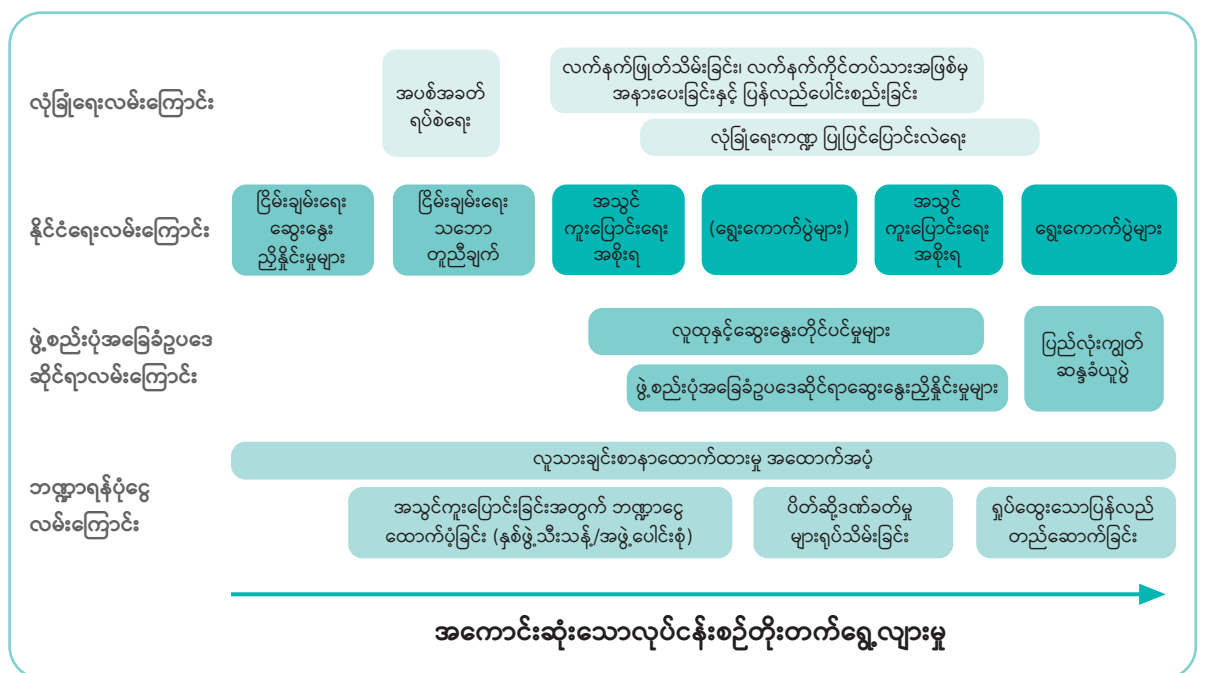 လုံခြုံရေးလမ်းကြောင်း
အပစ်အခတ်
ရပ်စဲရေး
လက်နက်ဖြုတ်သိမ်းခြင်း၊ လက်နက်ကိုင်တပ်သားအဖြစ်မှ
အနားပေးခြင်းနှင့် ပြန်လည်ပေါင်းစည်းခြင်း
လုံခြုံရေးကဏ္ဍ ပြုပြင်ပြောင်းလဲရေး
နိုင်ငံရေးလမ်းကြောင်း
ငြိမ်းချမ်းရေး
ဆွေးနွေး
ညှိနှိုင်းမှုများ
ငြိမ်းချမ်းရေး
သဘော
တူညီချက်
အသွင်
ကူးပြောင်းရေး
အစိုးရ
(ရွေးကောက်ပွဲများ)
အသွင်
ကူးပြောင်းရေး
အစိုးရ
ရွေးကောက်ပွဲများ
ဖွဲ့စည်းပုံအခြေခံဥပဒေ
ဆိုင်ရာလမ်းကြောင်း
လူထုနှင့်ဆွေးနွေးတိုင်ပင်မှုများ
ဖွဲ့စည်းပုံအခြေခံဥပဒေဆိုင်ရာဆွေးနွေးညှိနှိုင်းမှုများ
ပြည်လုံးကျွတ်
ဆန္ဒခံယူပွဲ
ဘဏ္ဍာရန်ပုံငွေ
လမ်းကြောင်း
လူသားချင်းစာနာထောက်ထားမှု အထောက်အပံ့
အသွင်ကူးပြောင်းခြင်းအတွက် ဘဏ္ဍာငွေ
ထောက်ပံ့ခြင်း (နှစ်ဖွဲ့သီးသန့်/အဖွဲ့ပေါင်းစုံ)
ပိတ်ဆို့ဒဏ်ခတ်မှု
များရုပ်သိမ်းခြင်း
ရှုပ်ထွေးသောပြန်လည်
တည်ဆောက်ခြင်း
အကောင်းဆုံးသောလုပ်ငန်းစဉ်တိုးတက်ရွေ့လျားမှု